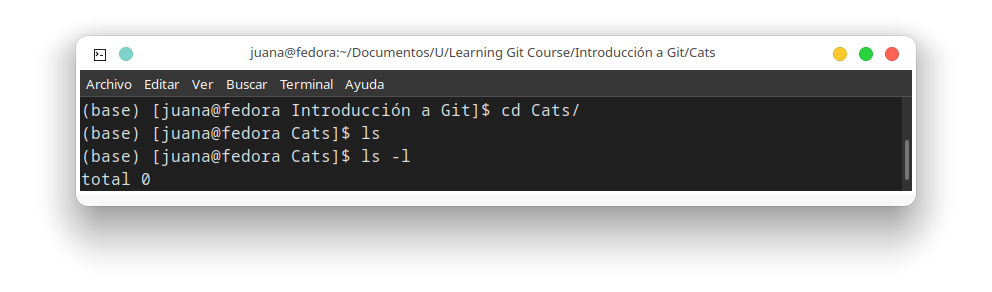 juana@fedora:~/Documentos/U/Learning Git Course/Introducción a Git/Cats
Archivo Editar Ver Buscar Terminal Ayuda
(base) [juana@fedora Introducción a Git]$ cd Cats/
(base) [juana@fedora Cats]$ ls
(base) [juana@fedora Cats]$ ls -l
total 0